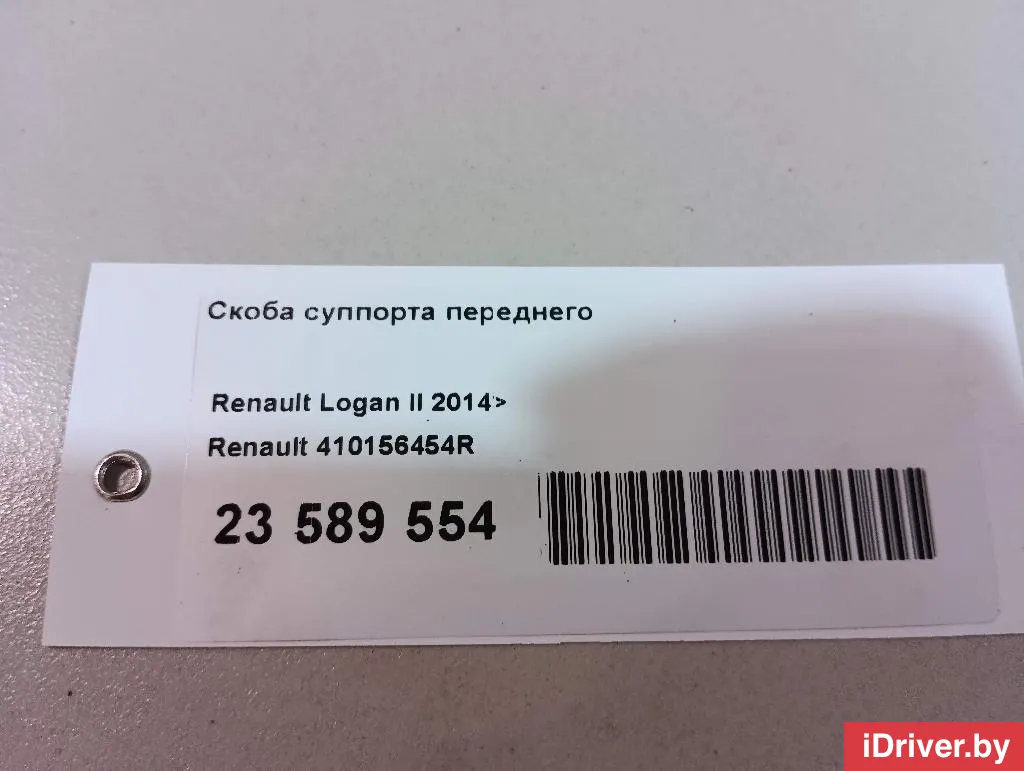 Скоба суппорта переднего
Renault Logan II 2014>
Renault 410156454R
23 589 554
iDriver.by